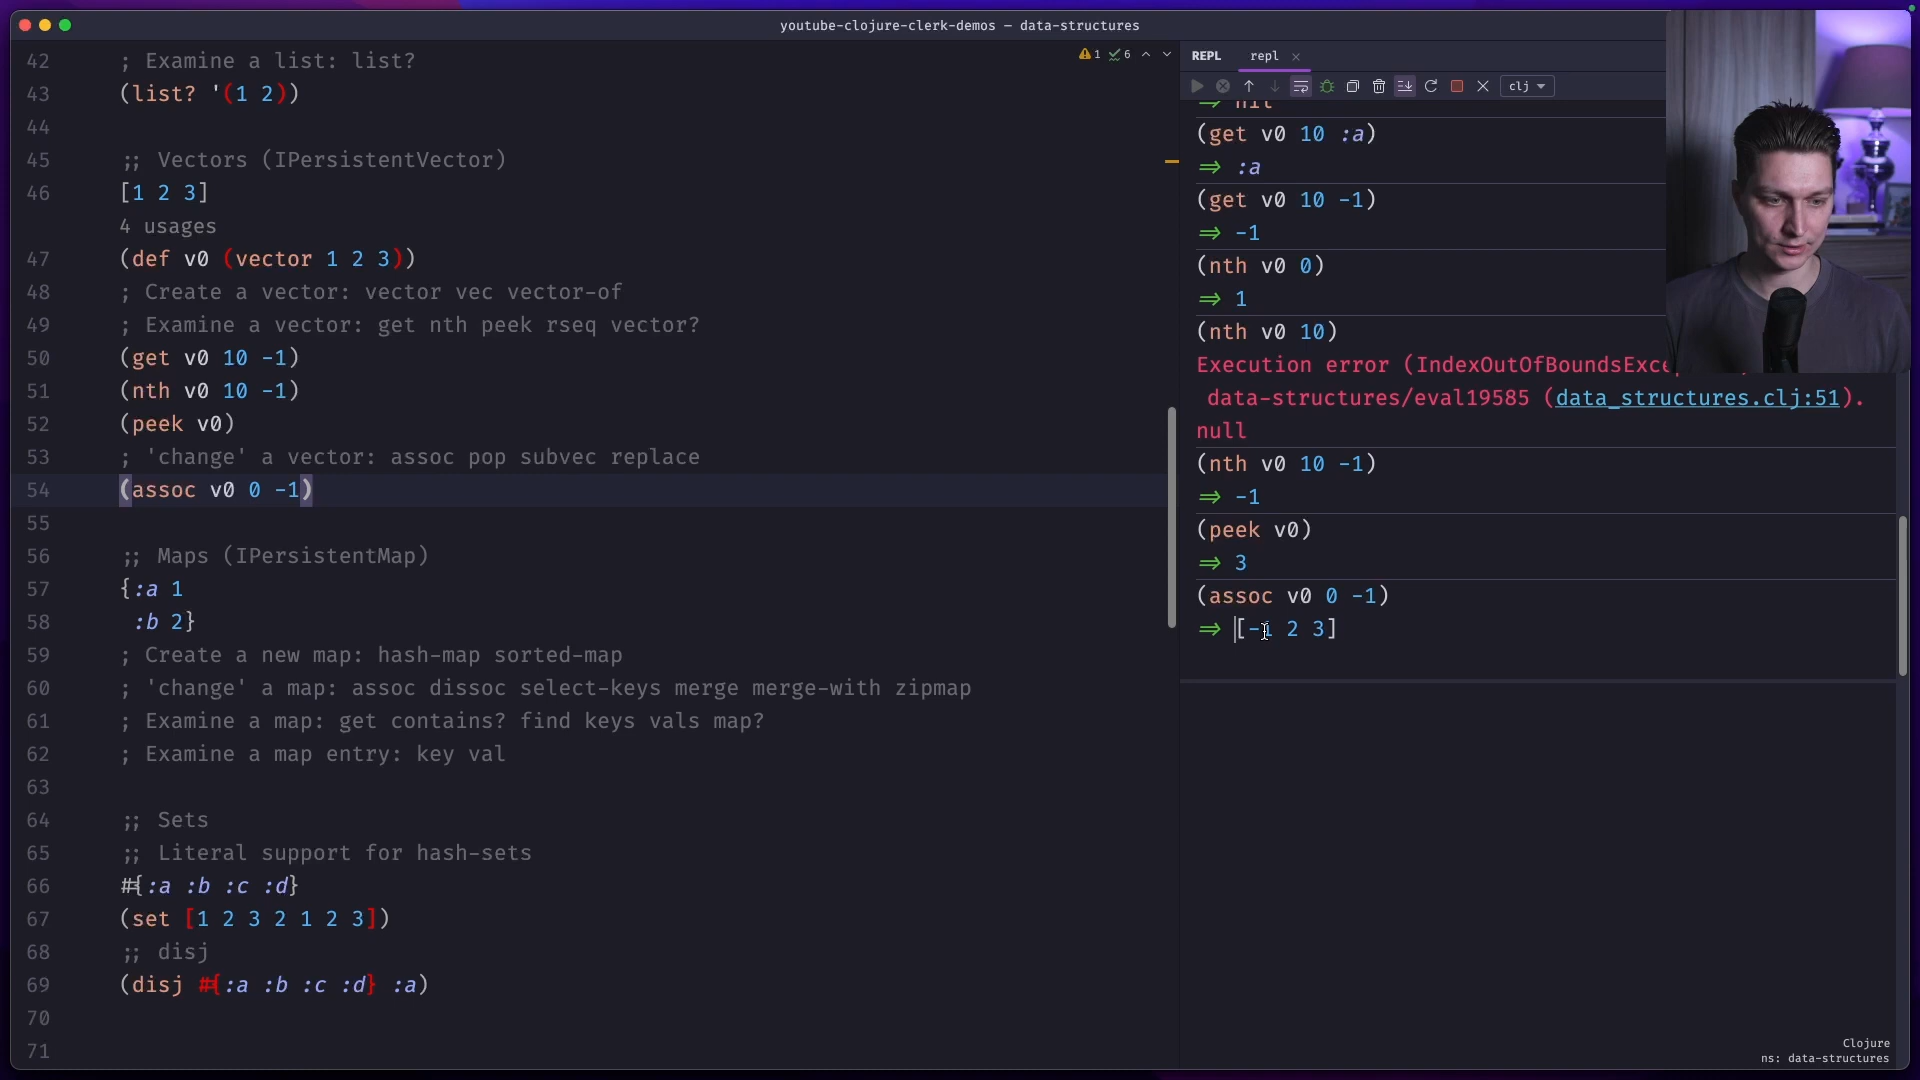 youtube-clojure-clerk-demos – data-structures
42 ; Examine a list: list?
43 (list? '(1 2))
44
45 ;; Vectors (IPersistentVector)
46 [1 2 3]
4 usages
47 (def v0 (vector 1 2 3))
48 ; Create a vector: vector vec vector-of
49 ; Examine a vector: get nth peek rseq vector?
50 (get v0 10 -1)
51 (nth v0 10 -1)
52 (peek v0)
53 ; 'change' a vector: assoc pop subvec replace
54 (assoc v0 0 -1)
55
56 ;; Maps (IPersistentMap)
57 {:a 1
58 :b 2}
59 ; Create a new map: hash-map sorted-map
60 ; 'change' a map: assoc dissoc select-keys merge merge-with zipmap
61 ; Examine a map: get contains? find keys vals map?
62 ; Examine a map entry: key val
63
64 ;; Sets
65 ;; Literal support for hash-sets
66 #{:a :b :c :d}
67 (set [1 2 3 2 1 2 3])
68 ;; disj
69 (disj #{:a :b :c :d} :a)
70
71
1 6
REPL repl
clj
=> nil
(get v0 10 :a)
=> :a
(get v0 10 -1)
=> -1
(nth v0 0)
=> 1
(nth v0 10)
Execution error (IndexOutOfBoundsExce
data-structures/eval19585 (data_structures.clj:51).
null
(nth v0 10 -1)
=> -1
(peek v0)
=> 3
(assoc v0 0 -1)
=> [-1 2 3]
Clojure
ns: data-structures